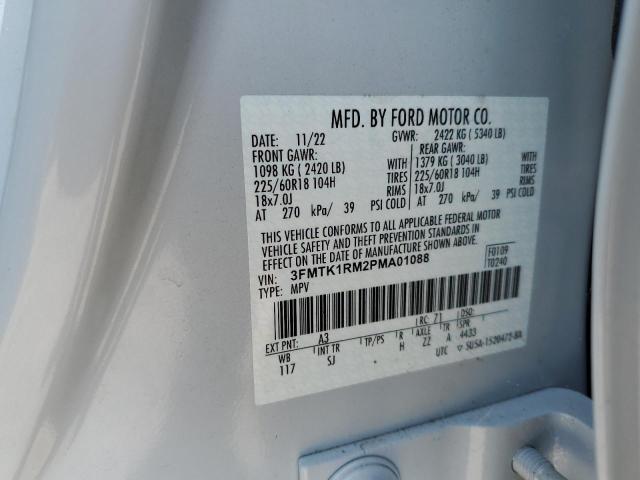 MFD. BY FORD MOTOR CO.
DATE: 11/22 GVWR: 2422 KG ( 5340 LB)
FRONT GAWR: REAR GAWR:
1098 KG ( 2420 LB) WITH 1379 KG ( 3040 LB) WITH
225/60R18 104H TIRES 225/60R18 104H TIRES
18x7.0J RIMS 18x7.0J RIMS
AT 270 kPa/ 39 PSI COLD AT 270 kPa/ 39 PSI COLD
THIS VEHICLE CONFORMS TO ALL APPLICABLE FEDERAL MOTOR
VEHICLE SAFETY AND THEFT PREVENTION STANDARDS IN
EFFECT ON THE DATE OF MANUFACTURE SHOWN ABOVE.
VIN: 3FMTK1RM2PMA01088 F0109
TYPE: MPV T0240
EXT PNT: A3 RC: 71 DSO:
WB INT TR TP/PS R AXLE TR SPR
117 SJ H ZZ A 4433
UTC